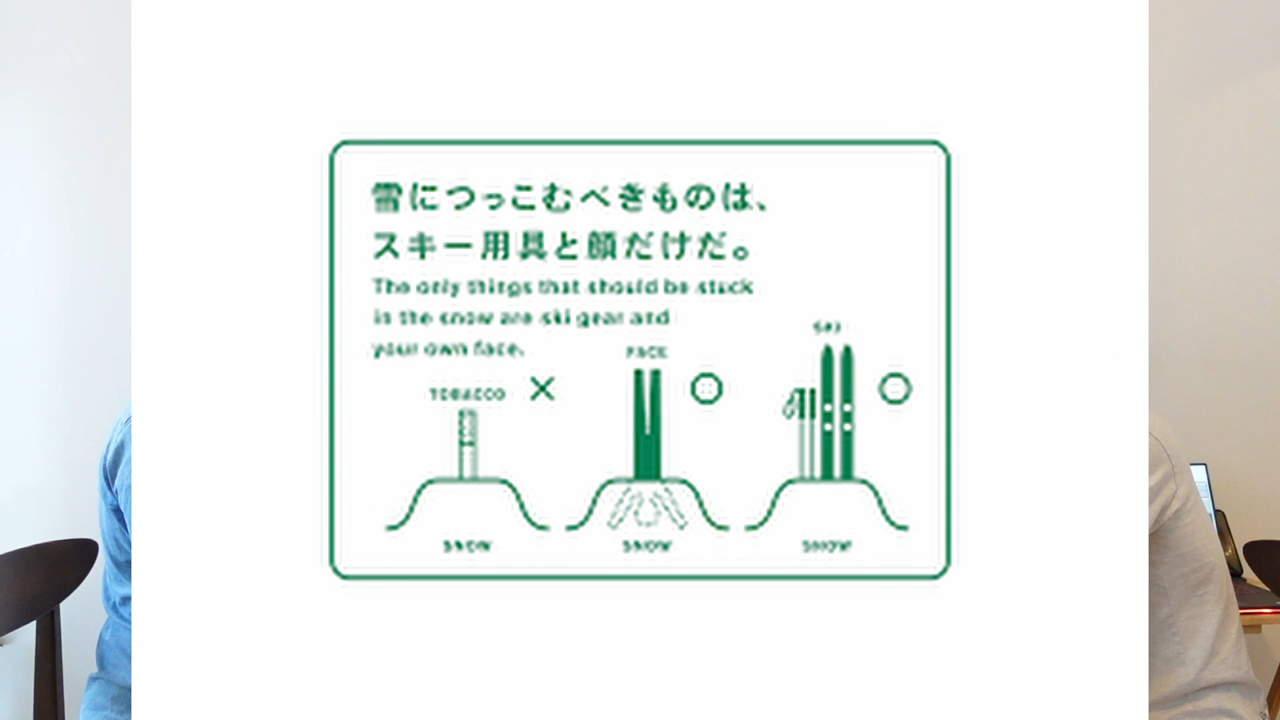 雪につっこむべきものは、
スキー用具と顔だけだ。
The only things that should be stuck
in the snow are ski gear and
your own face.
SKI
FACE
TOBACCO
SNOW
SNOW
SNOW